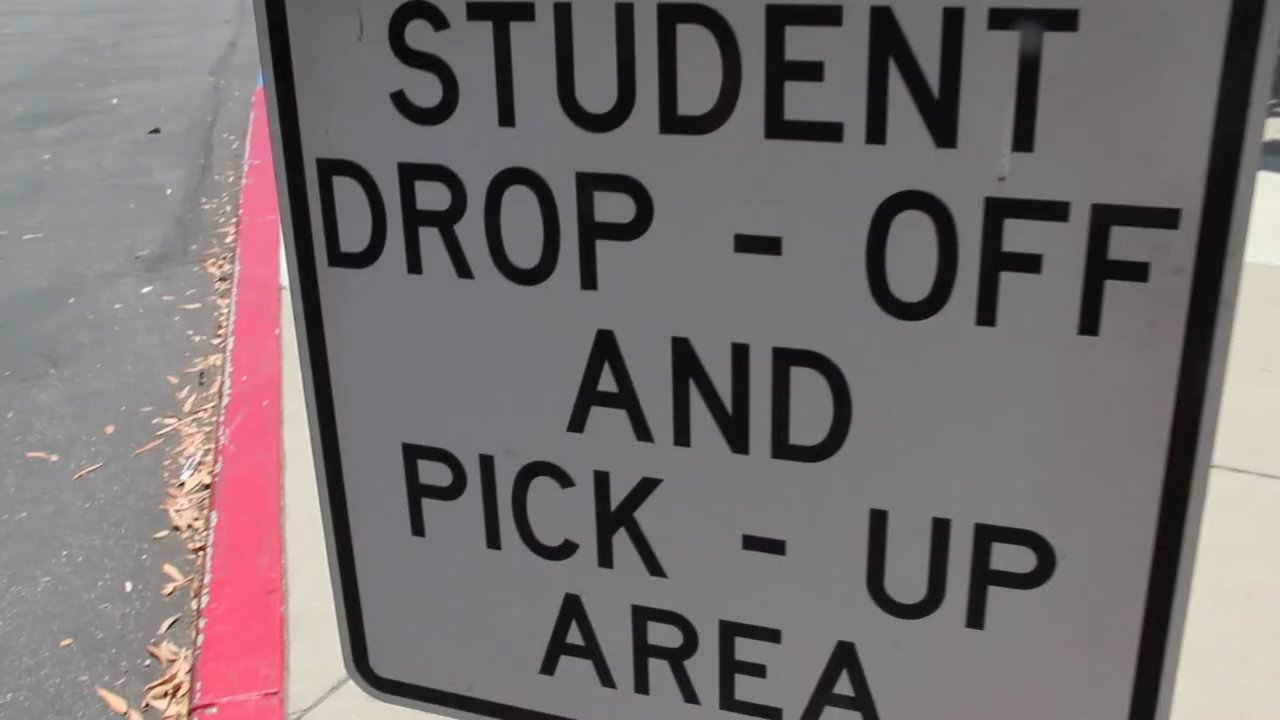 STUDENT
DROP - OFF
AND
PICK - UP
AREA